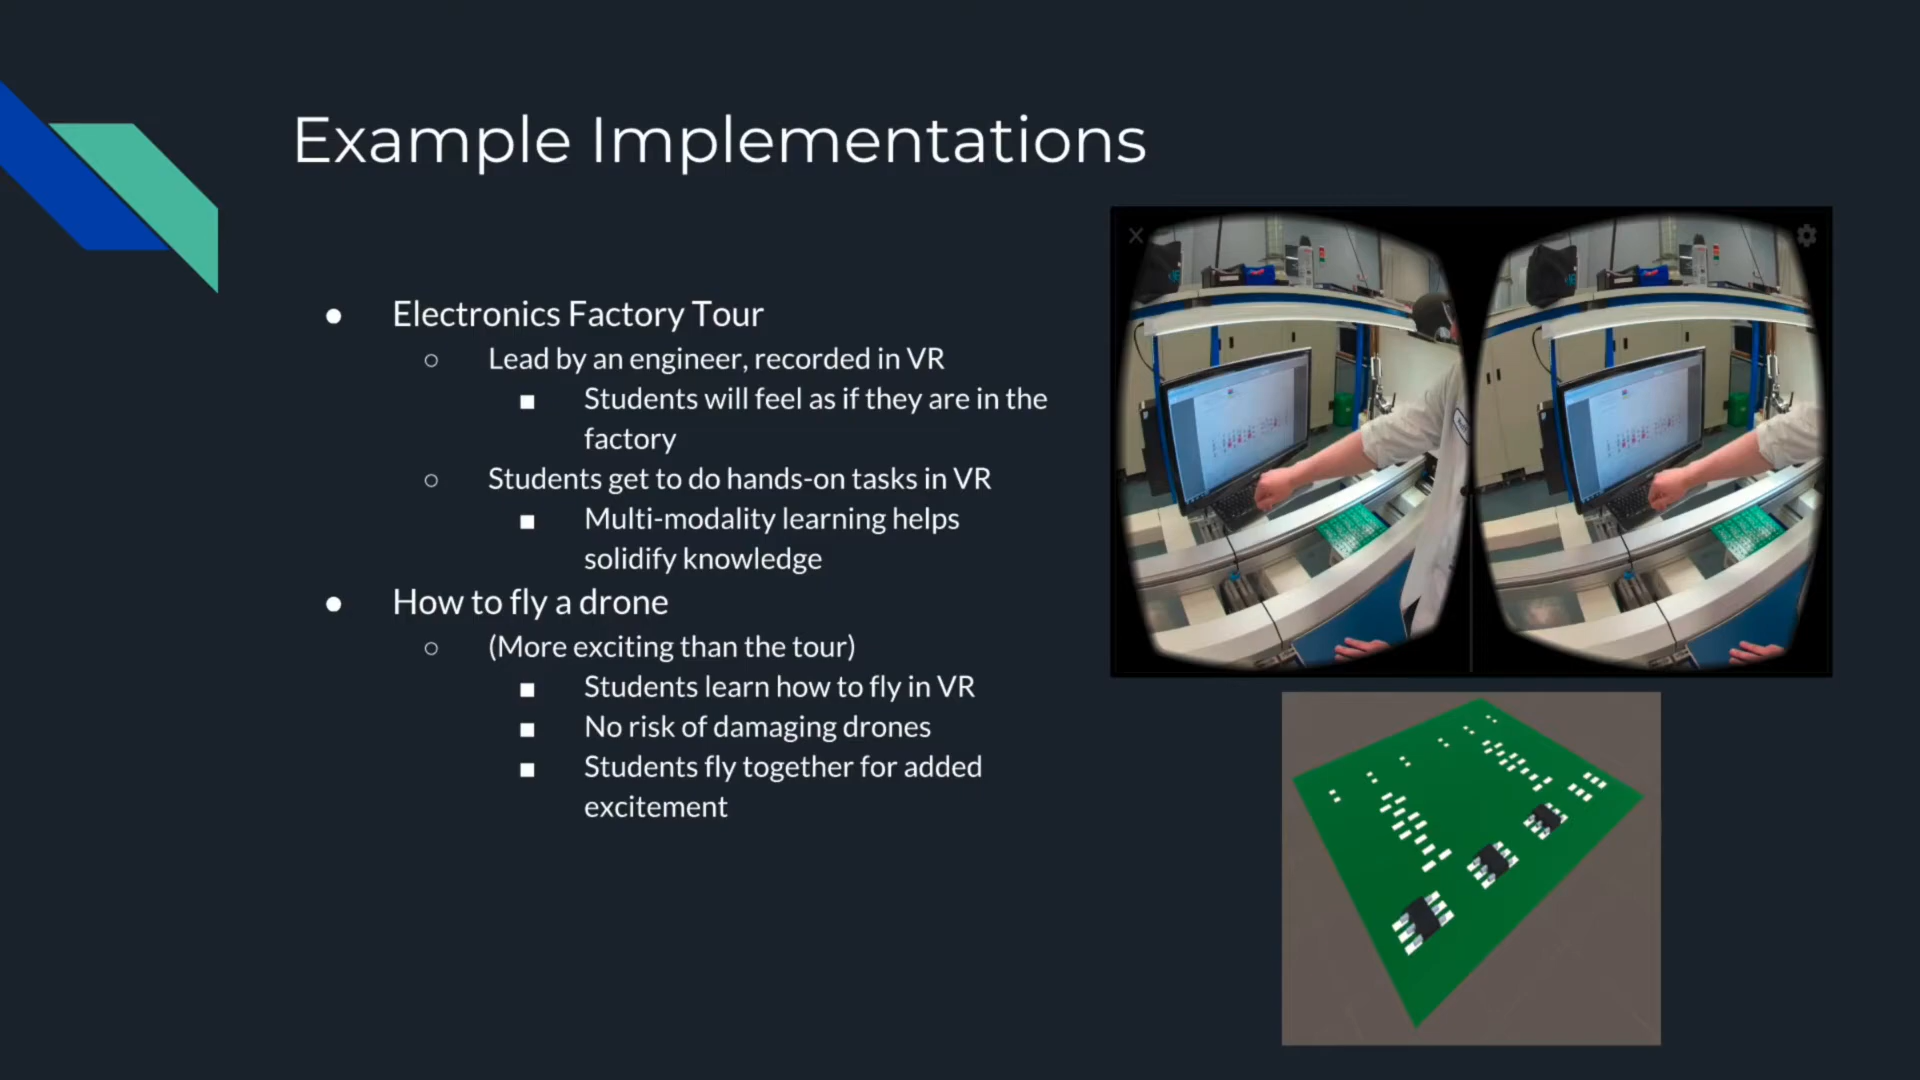 Example Implementations
● Electronics Factory Tour
○ Lead by an engineer, recorded in VR
■ Students will feel as if they are in the
factory
○ Students get to do hands-on tasks in VR
■ Multi-modality learning helps
solidify knowledge
● How to fly a drone
○ (More exciting than the tour)
■ Students learn how to fly in VR
■ No risk of damaging drones
■ Students fly together for added
excitement